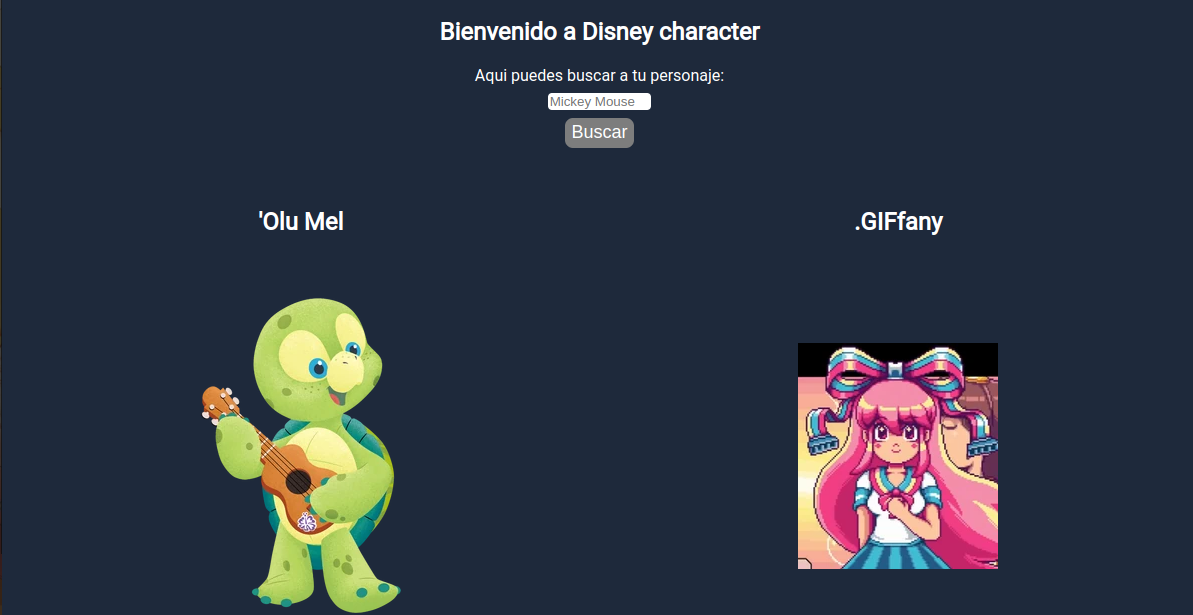 Bienvenido a Disney character
Aqui puedes buscar a tu personaje:
Mickey Mouse
Buscar
'Olu Mel
.GIFfany